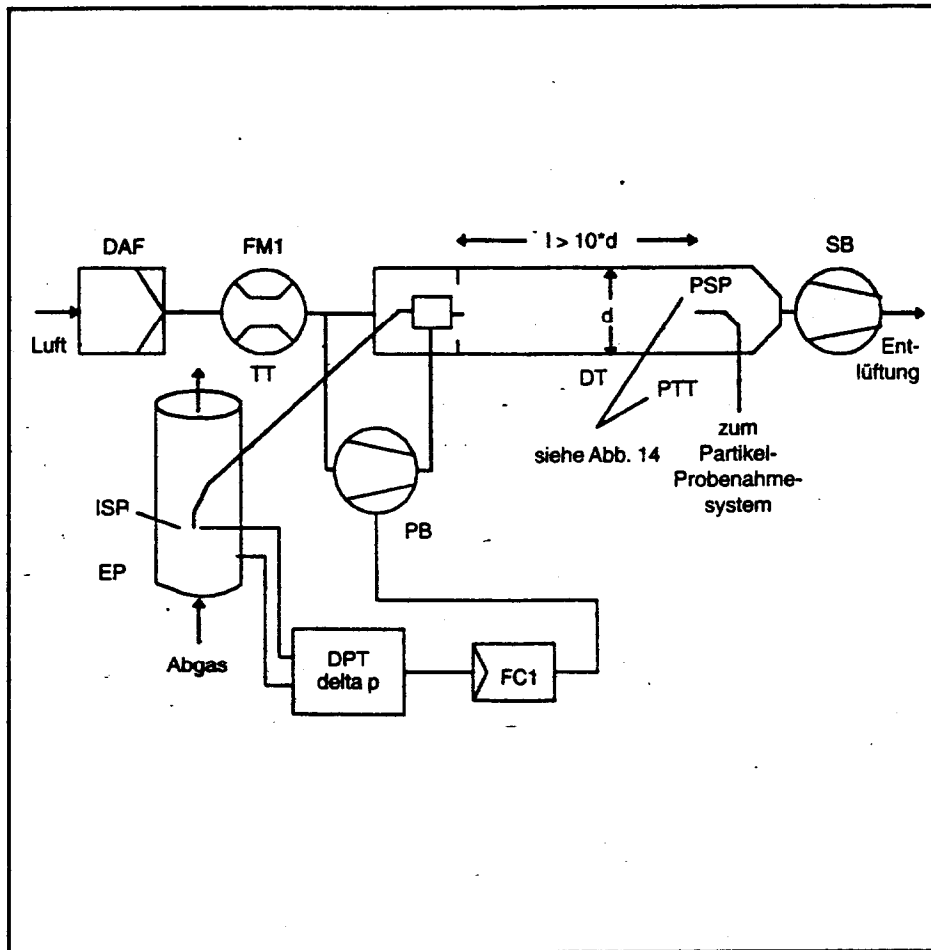 DAF
FM1
l > 10*d
SB
Luft
TT
d
PSP
DT
PTT
Ent-
lüftung
siehe Abb. 14
zum
Partikel-
Probenahme-
system
ISP
EP
PB
Abgas
DPT
delta p
FC1